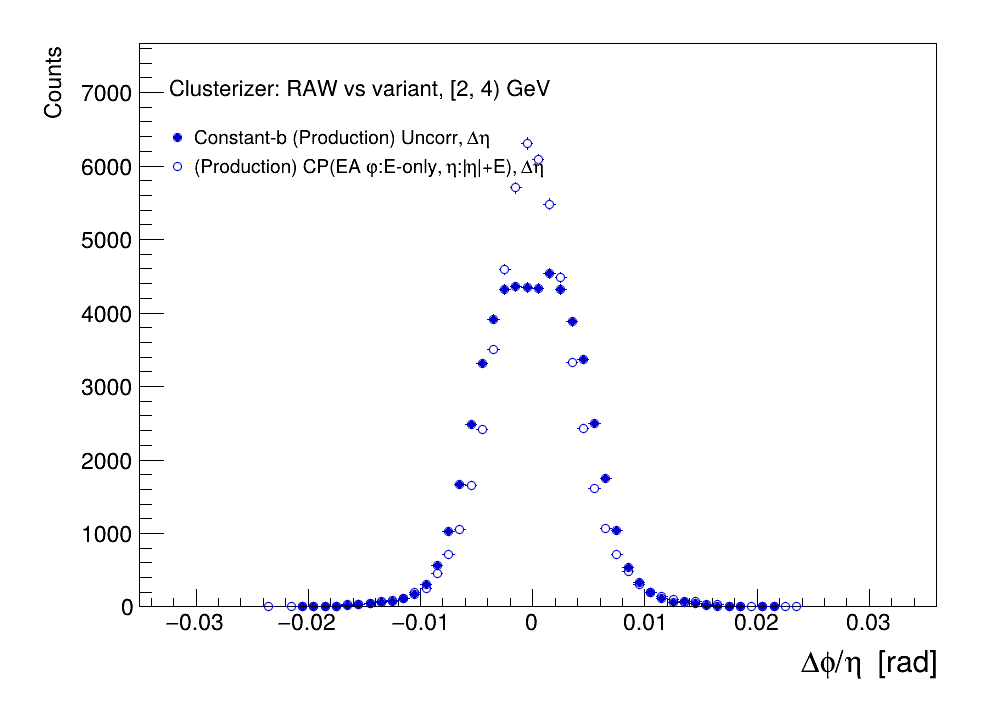 Counts
7000
6000
5000
4000
3000
2000
1000
0
Clusterizer: RAW vs variant, [2, 4) GeV
Constant-b (Production) Uncorr, Δη
(Production) CP(EA φ:E-only, η:|η|+E), Δη
−0.03 −0.02 −0.01 0 0.01 0.02 0.03
Δϕ/η [rad]